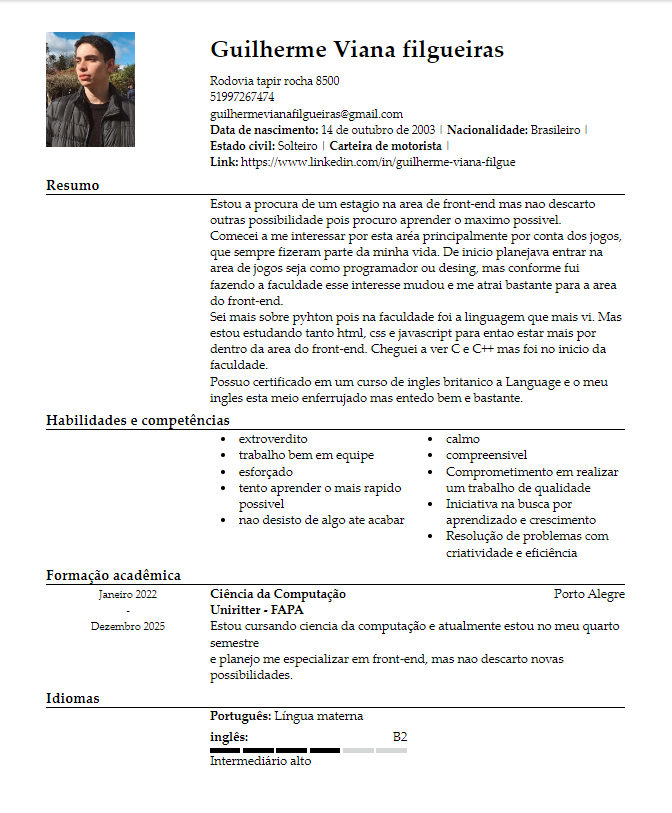 Guilherme Viana filgueiras
Rodovia tapir rocha 8500
51997267474
guilhermevianafilgueiras@gmail.com
Data de nascimento: 14 de outubro de 2003 | Nacionalidade: Brasileiro |
Estado civil: Solteiro | Carteira de motorista |
Link: https://www.linkedin.com/in/guilherme-viana-filgue
Resumo
Estou a procura de um estagio na area de front-end mas nao descarto
outras possibilidade pois procuro aprender o maximo possivel.
Comecei a me interessar por esta aréa principalmente por conta dos jogos,
que sempre fizeram parte da minha vida. De inicio planejava entrar na
area de jogos seja como programador ou desing, mas conforme fui
fazendo a faculdade esse interesse mudou e me atrai bastante para a area
do front-end.
Sei mais sobre pyhton pois na faculdade foi a linguagem que mais vi. Mas
estou estudando tanto html, css e javascript para entao estar mais por
dentro da area do front-end. Cheguei a ver C e C++ mas foi no inicio da
faculdade.
Possuo certificado em um curso de ingles britanico a Language e o meu
ingles esta meio enferrujado mas entedo bem e bastante.
Habilidades e competências
• extroverdito
• trabalho bem em equipe
• esforçado
• tento aprender o mais rapido
possivel
• nao desisto de algo ate acabar
• calmo
• compreensivel
• Comprometimento em realizar
um trabalho de qualidade
• Iniciativa na busca por
aprendizado e crescimento
• Resolução de problemas com
criatividade e eficiência
Formação acadêmica
Janeiro 2022
-
Dezembro 2025
Ciência da Computação Porto Alegre
Uniritter - FAPA
Estou cursando ciencia da computação e atualmente estou no meu quarto
semestre
e planejo me especializar em front-end, mas nao descarto novas
possibilidades.
Idiomas
Português: Língua materna
inglês: B2
Intermediário alto